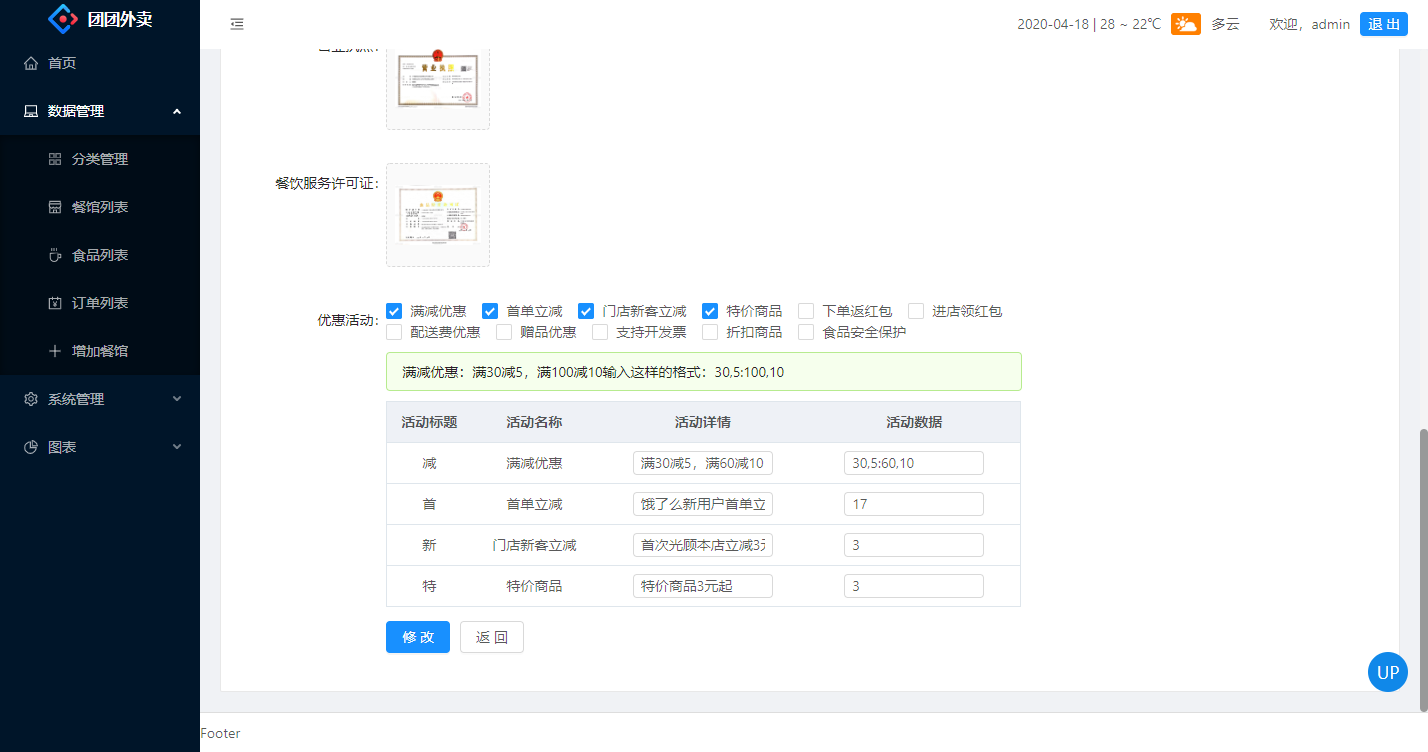 团团外卖
2020-04-18 | 28 ~ 22℃ 多云 欢迎，admin 退 出
首页
数据管理
分类管理
餐馆列表
食品列表
订单列表
增加餐馆
系统管理
图表
营业执照
餐饮服务许可证：
优惠活动： 满减优惠 首单立减 门店新客立减 特价商品 下单返红包 进店领红包
配送费优惠 赠品优惠 支持开发票 折扣商品 食品安全保护
满减优惠：满30减5，满100减10输入这样的格式：30,5:100,10
活动标题 活动名称 活动详情 活动数据
减 满减优惠 满30减5，满60减10 30,5:60,10
首 首单立减 饿了么新用户首单立 17
新 门店新客立减 首次光顾本店立减3 3
特 特价商品 特价商品3元起 3
修 改 返 回
UP
Footer